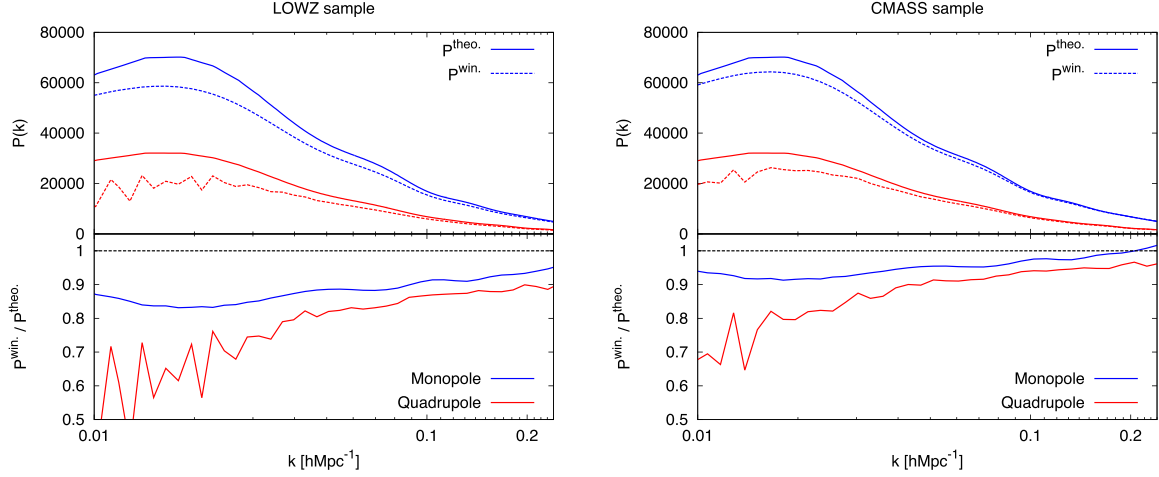 LOWZ sample
80000
60000
40000
20000
0
P(k)
P^theo.
P^win.
1
0.9
0.8
0.7
0.6
0.5
P^win. / P^theo.
Monopole
Quadrupole
0.01
0.1
0.2
k [hMpc^-1]
CMASS sample
80000
60000
40000
20000
0
P(k)
P^theo.
P^win.
1
0.9
0.8
0.7
0.6
0.5
P^win. / P^theo.
Monopole
Quadrupole
0.01
0.1
0.2
k [hMpc^-1]